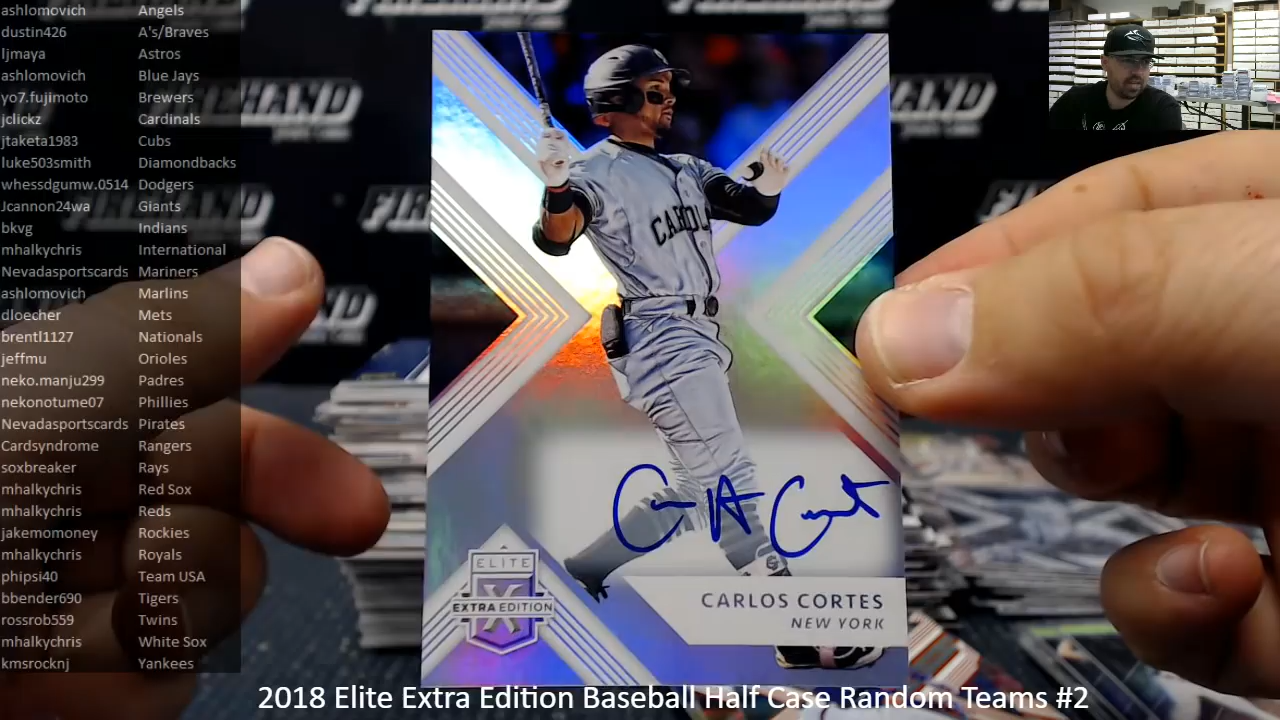 ashlomovich Angels
dustin426 A's/Braves
ljmaya Astros
ashlomovich Blue Jays
yo7.fujimoto Brewers
jclickz Cardinals
jtaketa1983 Cubs
luke503smith Diamondbacks
whessdgumw.0514 Dodgers
Jcannon24wa Giants
bkvg Indians
mhalkychris International
Nevadasportscards Mariners
ashlomovich Marlins
dloecher Mets
brentl1127 Nationals
jeffmu Orioles
neko.manju299 Padres
nekonotume07 Phillies
Nevadasportscards Pirates
Cardsyndrome Rangers
soxbreaker Rays
mhalkychris Red Sox
mhalkychris Reds
jakemomoney Rockies
mhalkychris Royals
phipsi40 Team USA
bbender690 Tigers
rossrob559 Twins
mhalkychris White Sox
kmsrocknj Yankees
ELITE
X
EXTRA EDITION
CARLOS CORTES
NEW YORK
2018 Elite Extra Edition Baseball Half Case Random Teams #2